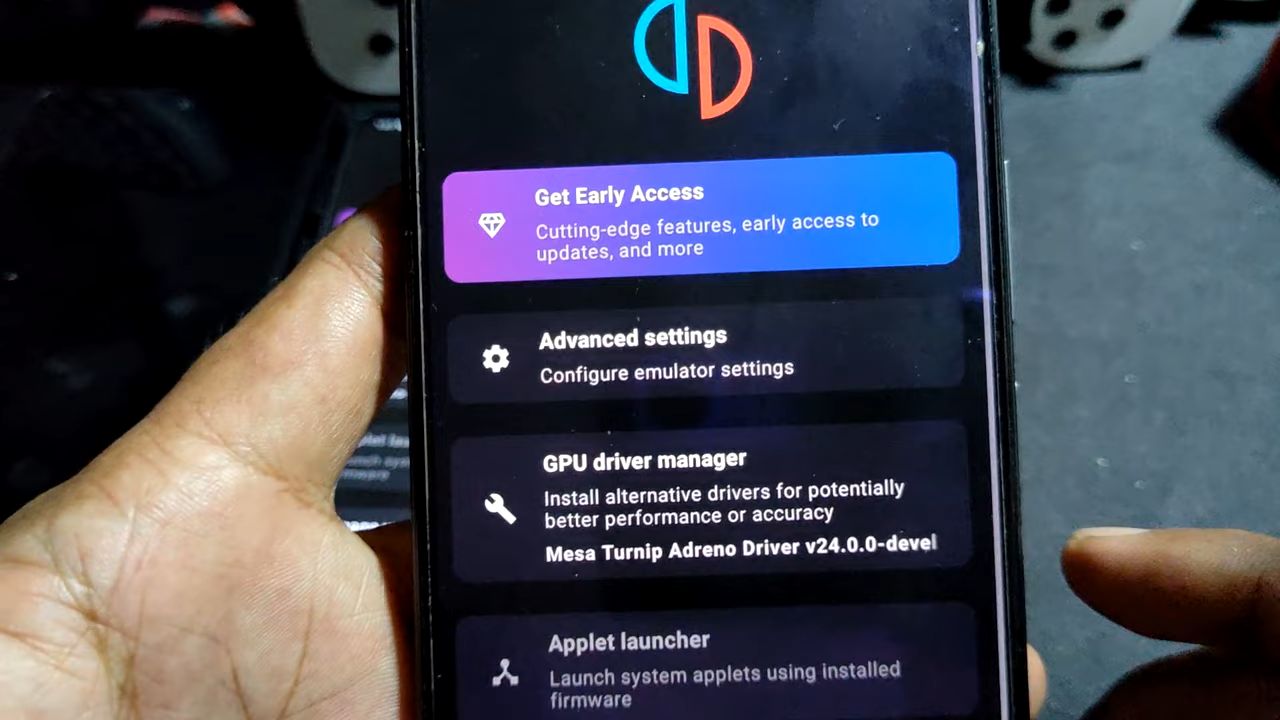 Get Early Access
Cutting-edge features, early access to
updates, and more
Advanced settings
Configure emulator settings
GPU driver manager
Install alternative drivers for potentially
better performance or accuracy
Mesa Turnip Adreno Driver v24.0.0-devel
Applet launcher
Launch system applets using installed
firmware